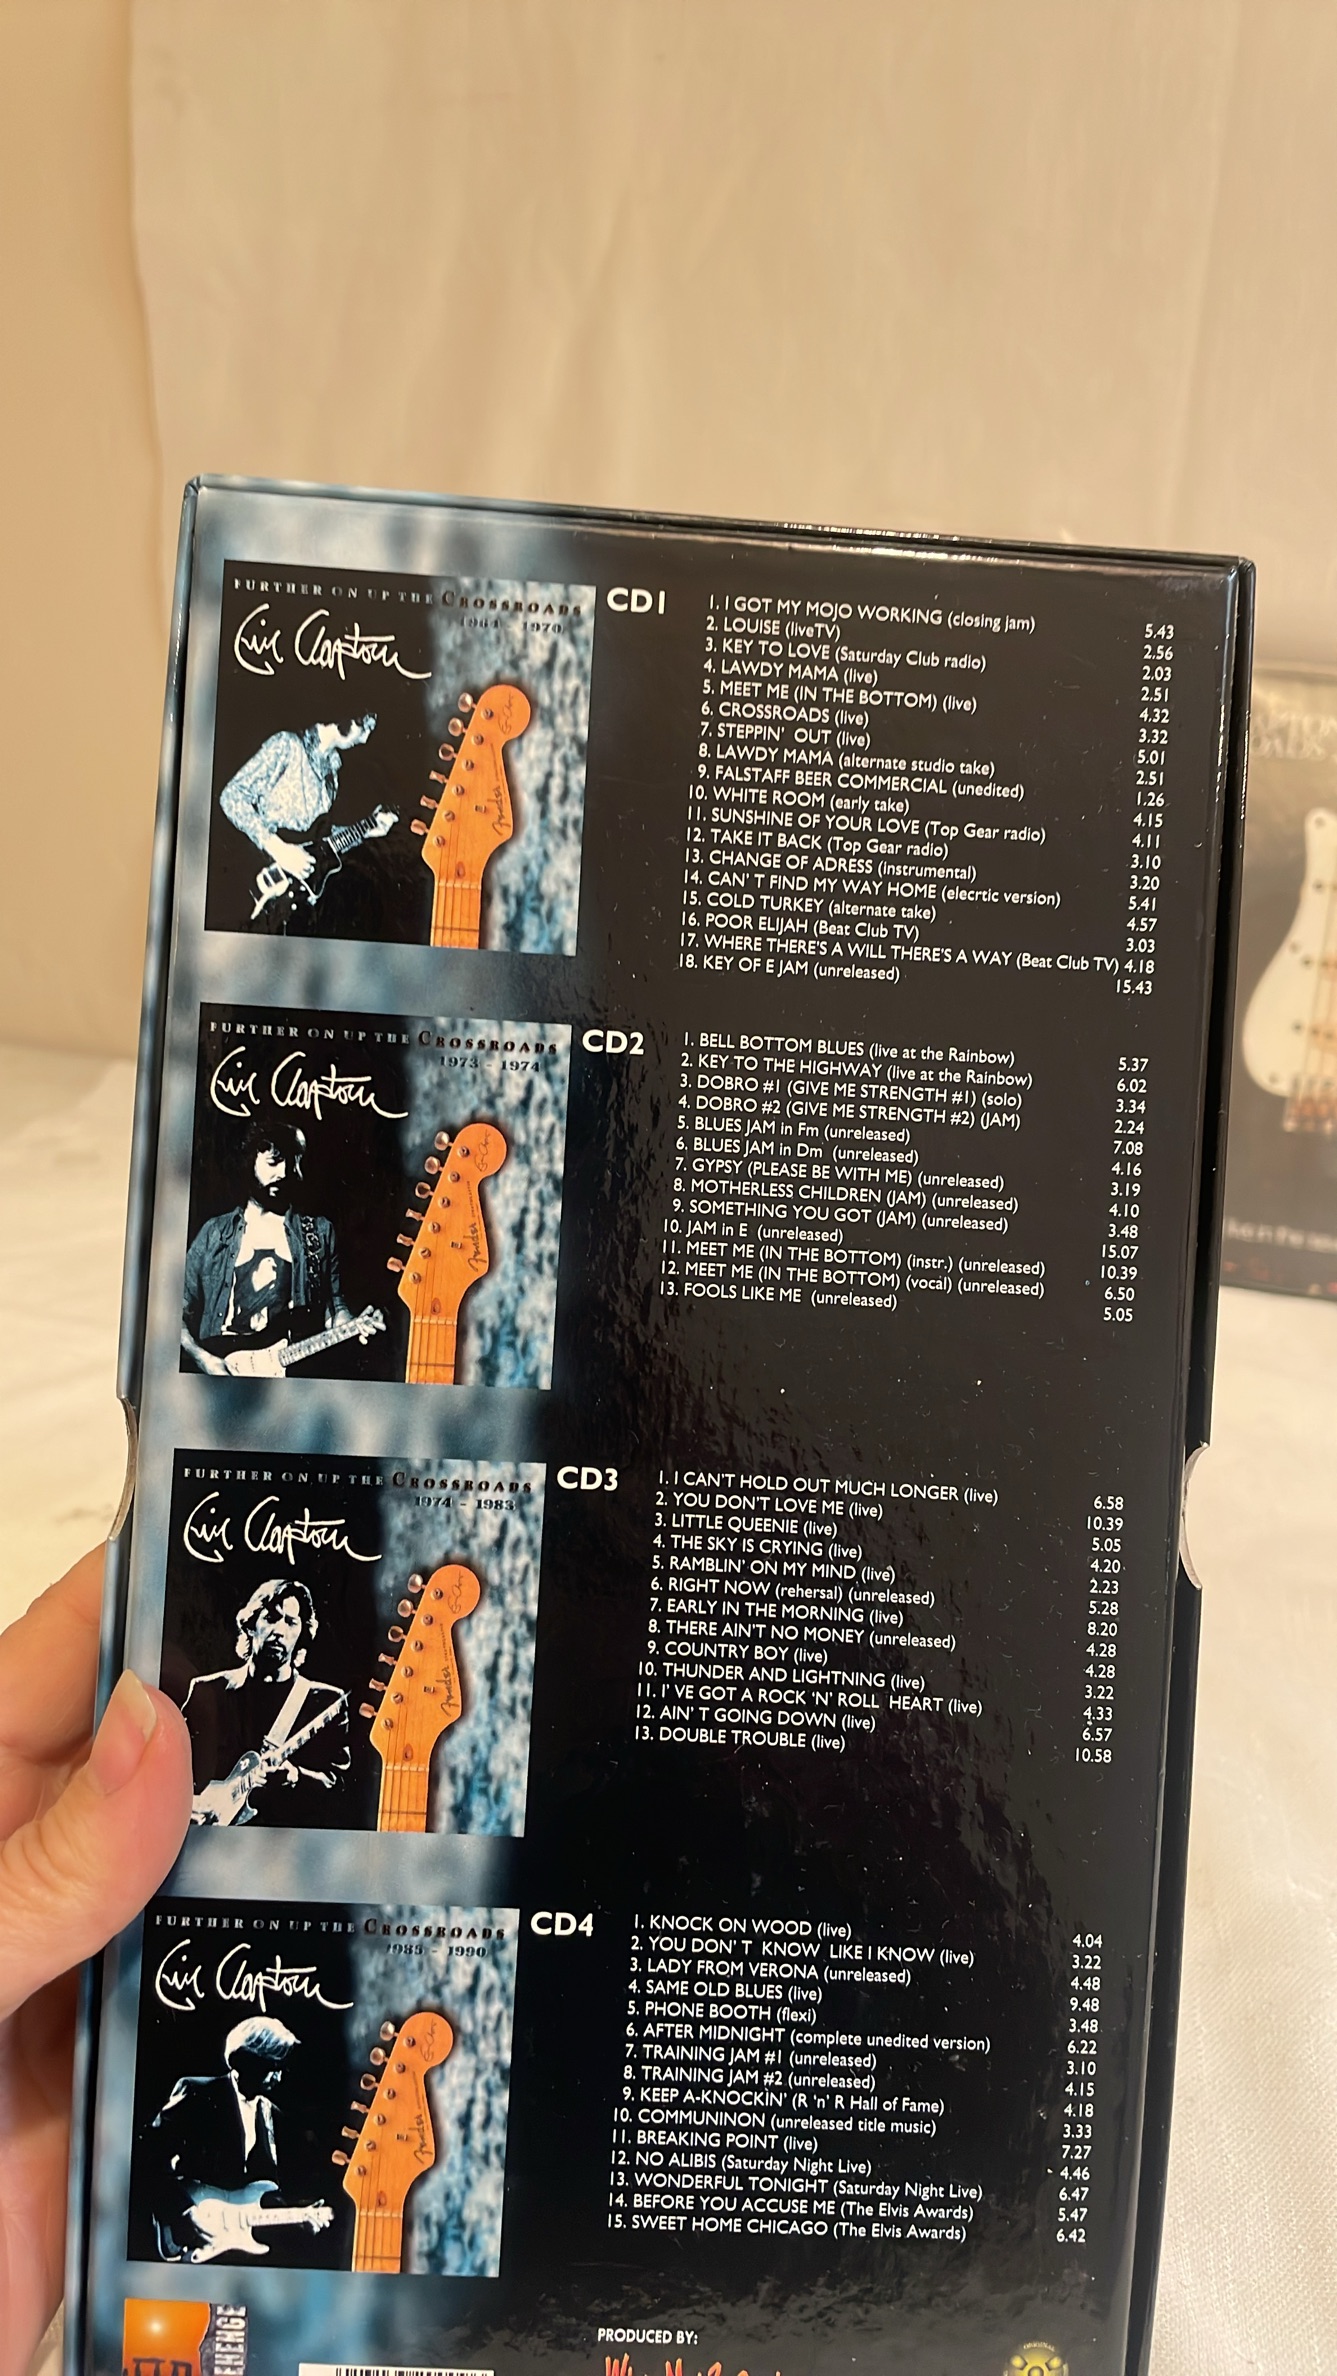 FURTHER ON UP THE CROSSROADS
1964 - 1970
Eric Clapton
Fender
CD1
1. I GOT MY MOJO WORKING (closing jam) 5.43
2. LOUISE (liveTV) 2.56
3. KEY TO LOVE (Saturday Club radio) 2.03
4. LAWDY MAMA (live) 2.51
5. MEET ME (IN THE BOTTOM) (live) 4.32
6. CROSSROADS (live) 3.32
7. STEPPIN' OUT (live) 5.01
8. LAWDY MAMA (alternate studio take) 2.51
9. FALSTAFF BEER COMMERCIAL (unedited) 1.26
10. WHITE ROOM (early take) 4.15
11. SUNSHINE OF YOUR LOVE (Top Gear radio) 4.11
12. TAKE IT BACK (Top Gear radio) 3.10
13. CHANGE OF ADRESS (instrumental) 3.20
14. CAN' T FIND MY WAY HOME (elecrtic version) 5.41
15. COLD TURKEY (alternate take) 4.57
16. POOR ELIJAH (Beat Club TV) 3.03
17. WHERE THERE'S A WILL THERE'S A WAY (Beat Club TV) 4.18
18. KEY OF E JAM (unreleased) 15.43
FURTHER ON UP THE CROSSROADS
1973 - 1974
Eric Clapton
Fender
CD2
1. BELL BOTTOM BLUES (live at the Rainbow) 5.37
2. KEY TO THE HIGHWAY (live at the Rainbow) 6.02
3. DOBRO #1 (GIVE ME STRENGTH #1) (solo) 3.34
4. DOBRO #2 (GIVE ME STRENGTH #2) (JAM) 2.24
5. BLUES JAM in Fm (unreleased) 7.08
6. BLUES JAM in Dm (unreleased) 4.16
7. GYPSY (PLEASE BE WITH ME) (unreleased) 3.19
8. MOTHERLESS CHILDREN (JAM) (unreleased) 4.10
9. SOMETHING YOU GOT (JAM) (unreleased) 3.48
10. JAM in E (unreleased) 15.07
11. MEET ME (IN THE BOTTOM) (instr.) (unreleased) 10.39
12. MEET ME (IN THE BOTTOM) (vocal) (unreleased) 6.50
13. FOOLS LIKE ME (unreleased) 5.05
FURTHER ON UP THE CROSSROADS
1974 - 1983
Eric Clapton
Fender
CD3
1. I CAN'T HOLD OUT MUCH LONGER (live) 6.58
2. YOU DON'T LOVE ME (live) 10.39
3. LITTLE QUEENIE (live) 5.05
4. THE SKY IS CRYING (live) 4.20
5. RAMBLIN' ON MY MIND (live) 2.23
6. RIGHT NOW (rehersal) (unreleased) 5.28
7. EARLY IN THE MORNING (live) 8.20
8. THERE AIN'T NO MONEY (unreleased) 4.28
9. COUNTRY BOY (live) 4.28
10. THUNDER AND LIGHTNING (live) 3.22
11. I' VE GOT A ROCK 'N' ROLL HEART (live) 4.33
12. AIN' T GOING DOWN (live) 6.57
13. DOUBLE TROUBLE (live) 10.58
FURTHER ON UP THE CROSSROADS
1985 - 1990
Eric Clapton
Fender
CD4
1. KNOCK ON WOOD (live) 4.04
2. YOU DON' T KNOW LIKE I KNOW (live) 3.22
3. LADY FROM VERONA (unreleased) 4.48
4. SAME OLD BLUES (live) 9.48
5. PHONE BOOTH (flexi) 3.48
6. AFTER MIDNIGHT (complete unedited version) 6.22
7. TRAINING JAM #1 (unreleased) 3.10
8. TRAINING JAM #2 (unreleased) 4.15
9. KEEP A-KNOCKIN' (R 'n' R Hall of Fame) 4.18
10. COMMUNINON (unreleased title music) 3.33
11. BREAKING POINT (live) 7.27
12. NO ALIBIS (Saturday Night Live) 4.46
13. WONDERFUL TONIGHT (Saturday Night Live) 6.47
14. BEFORE YOU ACCUSE ME (The Elvis Awards) 5.47
15. SWEET HOME CHICAGO (The Elvis Awards) 6.42
PRODUCED BY:
ORIGINAL